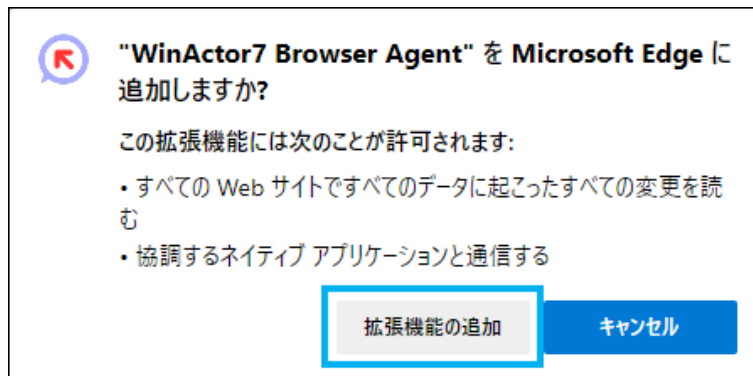 "WinActor7 Browser Agent" を Microsoft Edge に
追加しますか?
この拡張機能には次のことが許可されます:
• すべての Web サイトですべてのデータに起こったすべての変更を読
む
• 協調するネイティブ アプリケーションと通信する
拡張機能の追加
キャンセル